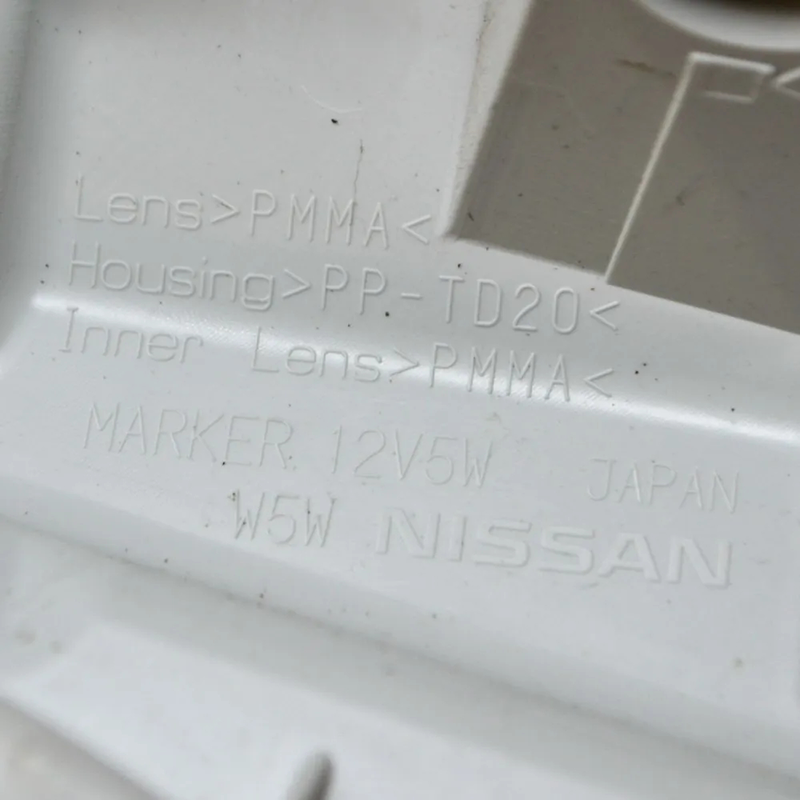 Lens>PMMA<
Housing>PP-TD20<
Inner Lens>PMMA<
MARKER 12V5W JAPAN
W5W NISSAN